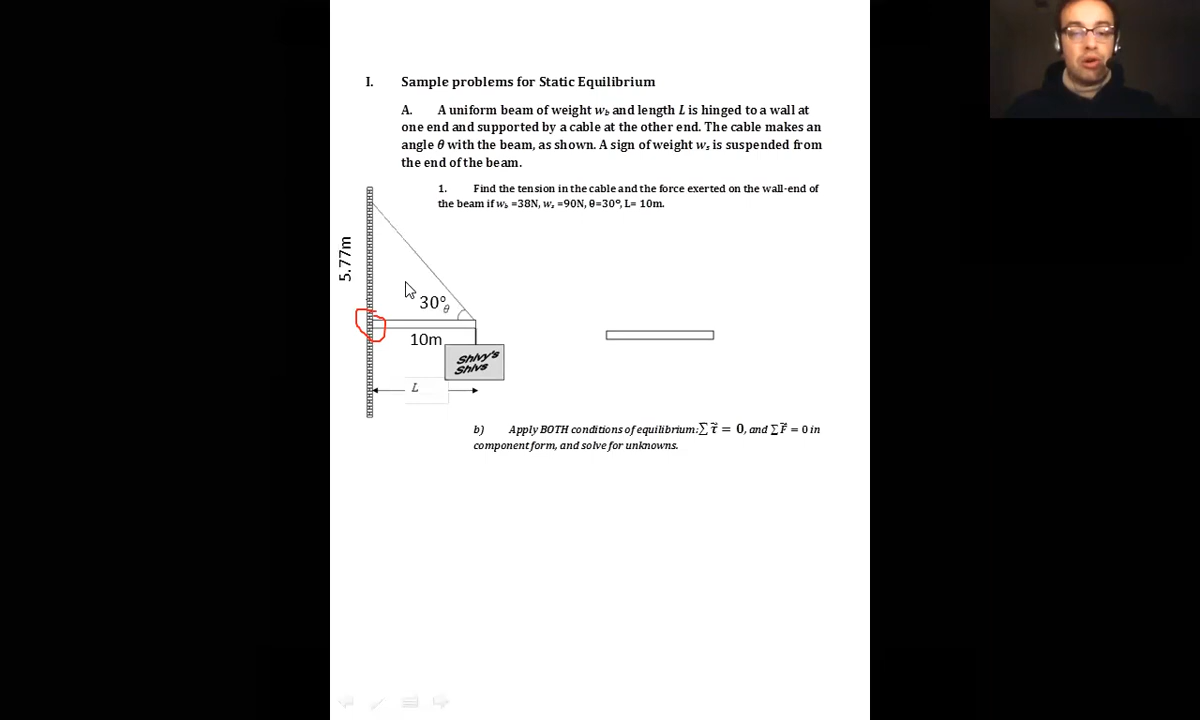 I. Sample problems for Static Equilibrium
A. A uniform beam of weight w_b and length L is hinged to a wall at
one end and supported by a cable at the other end. The cable makes an
angle θ with the beam, as shown. A sign of weight w_s is suspended from
the end of the beam.
1. Find the tension in the cable and the force exerted on the wall-end of
the beam if w_b =38N, w_s =90N, θ=30°, L= 10m.
5.77m
30°
θ
10m
Shivy's
Shivs
L
b) Apply BOTH conditions of equilibrium: ∑τ⃗ = 0, and ∑F⃗ = 0 in
component form, and solve for unknowns.